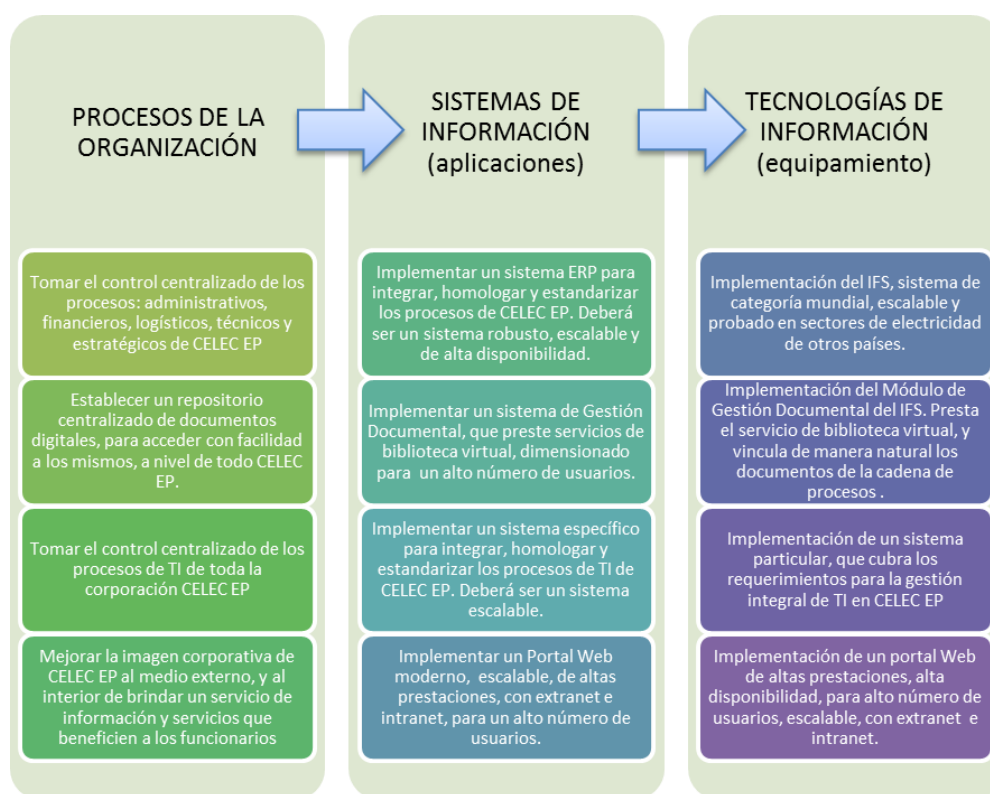 PROCESOS DE LA
ORGANIZACIÓN
SISTEMAS DE
INFORMACIÓN
(aplicaciones)
TECNOLOGÍAS DE
INFORMACIÓN
(equipamiento)
Tomar el control centralizado de los
procesos: administrativos,
financieros, logísticos, técnicos y
estratégicos de CELEC EP
Implementar un sistema ERP para
integrar, homologar y estandarizar
los procesos de CELEC EP. Deberá
ser un sistema robusto, escalable y
de alta disponibilidad.
Implementación del IFS, sistema de
categoría mundial, escalable y
probado en sectores de electricidad
de otros países.
Establecer un repositorio
centralizado de documentos
digitales, para acceder con facilidad
a los mismos, a nivel de todo CELEC
EP.
Implementar un sistema de Gestión
Documental, que preste servicios de
biblioteca virtual, dimensionado
para un alto número de usuarios.
Implementación del Módulo de
Gestión Documental del IFS. Presta
el servicio de biblioteca virtual, y
vincula de manera natural los
documentos de la cadena de
procesos .
Tomar el control centralizado de los
procesos de TI de toda la
corporación CELEC EP
Implementar un sistema específico
para integrar, homologar y
estandarizar los procesos de TI de
CELEC EP. Deberá ser un sistema
escalable.
Implementación de un sistema
particular, que cubra los
requerimientos para la gestión
integral de TI en CELEC EP
Mejorar la imagen corporativa de
CELEC EP al medio externo, y al
interior de brindar un servicio de
información y servicios que
beneficien a los funcionarios
Implementar un Portal Web
moderno, escalable, de altas
prestaciones, con extranet e
intranet, para un alto número de
usuarios.
Implementación de un portal Web
de altas prestaciones, alta
disponibilidad, para alto número de
usuarios, escalable, con extranet e
intranet.